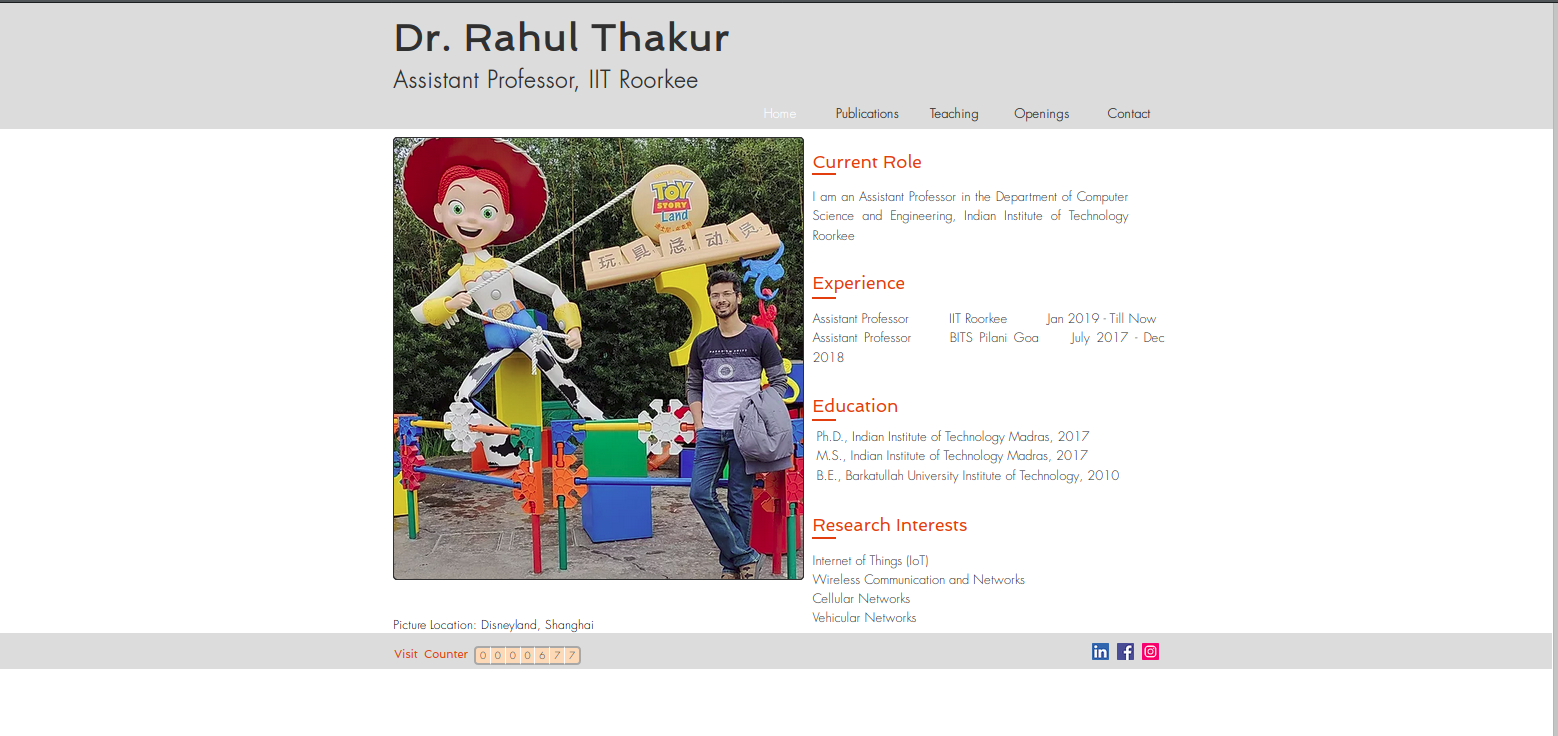 Dr. Rahul Thakur
Assistant Professor, IIT Roorkee
Home Publications Teaching Openings Contact
TOY
STORY
Land
玩具总动员
Current Role
I am an Assistant Professor in the Department of Computer
Science and Engineering, Indian Institute of Technology
Roorkee
Experience
Assistant Professor IIT Roorkee Jan 2019 - Till Now
Assistant Professor BITS Pilani Goa July 2017 - Dec
2018
Education
Ph.D., Indian Institute of Technology Madras, 2017
M.S., Indian Institute of Technology Madras, 2017
B.E., Barkatullah University Institute of Technology, 2010
Research Interests
Internet of Things (IoT)
Wireless Communication and Networks
Cellular Networks
Vehicular Networks
Picture Location: Disneyland, Shanghai
Visit Counter 0 0 0 0 6 7 7
in f